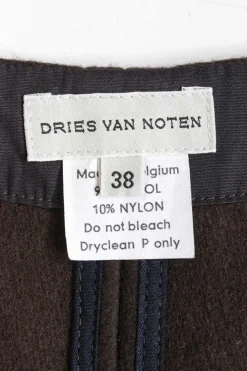 DRIES VAN NOTEN
38
10% NYLON
Do not bleach
Dryclean P only